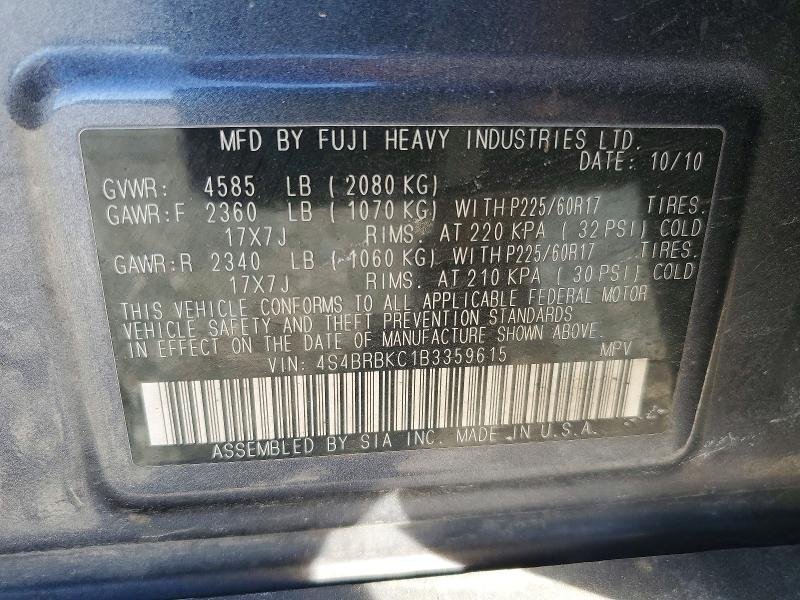 MFD BY FUJI HEAVY INDUSTRIES LTD.
DATE: 10/10
GVWR: 4585 LB (2080 KG)
GAWR:F 2360 LB (1070 KG) WITH P225/60R17 TIRES.
17X7J RIMS. AT 220 KPA (32 PSI) COLD
GAWR:R 2340 LB (1060 KG) WITH P225/60R17 TIRES.
17X7J RIMS. AT 210 KPA (30 PSI) COLD
THIS VEHICLE CONFORMS TO ALL APPLICABLE FEDERAL MOTOR
VEHICLE SAFETY AND THEFT PREVENTION STANDARDS
IN EFFECT ON THE DATE OF MANUFACTURE SHOWN ABOVE.
VIN: 4S4BRBKC1B3359615 MPV
ASSEMBLED BY SIA INC. MADE IN U.S.A.